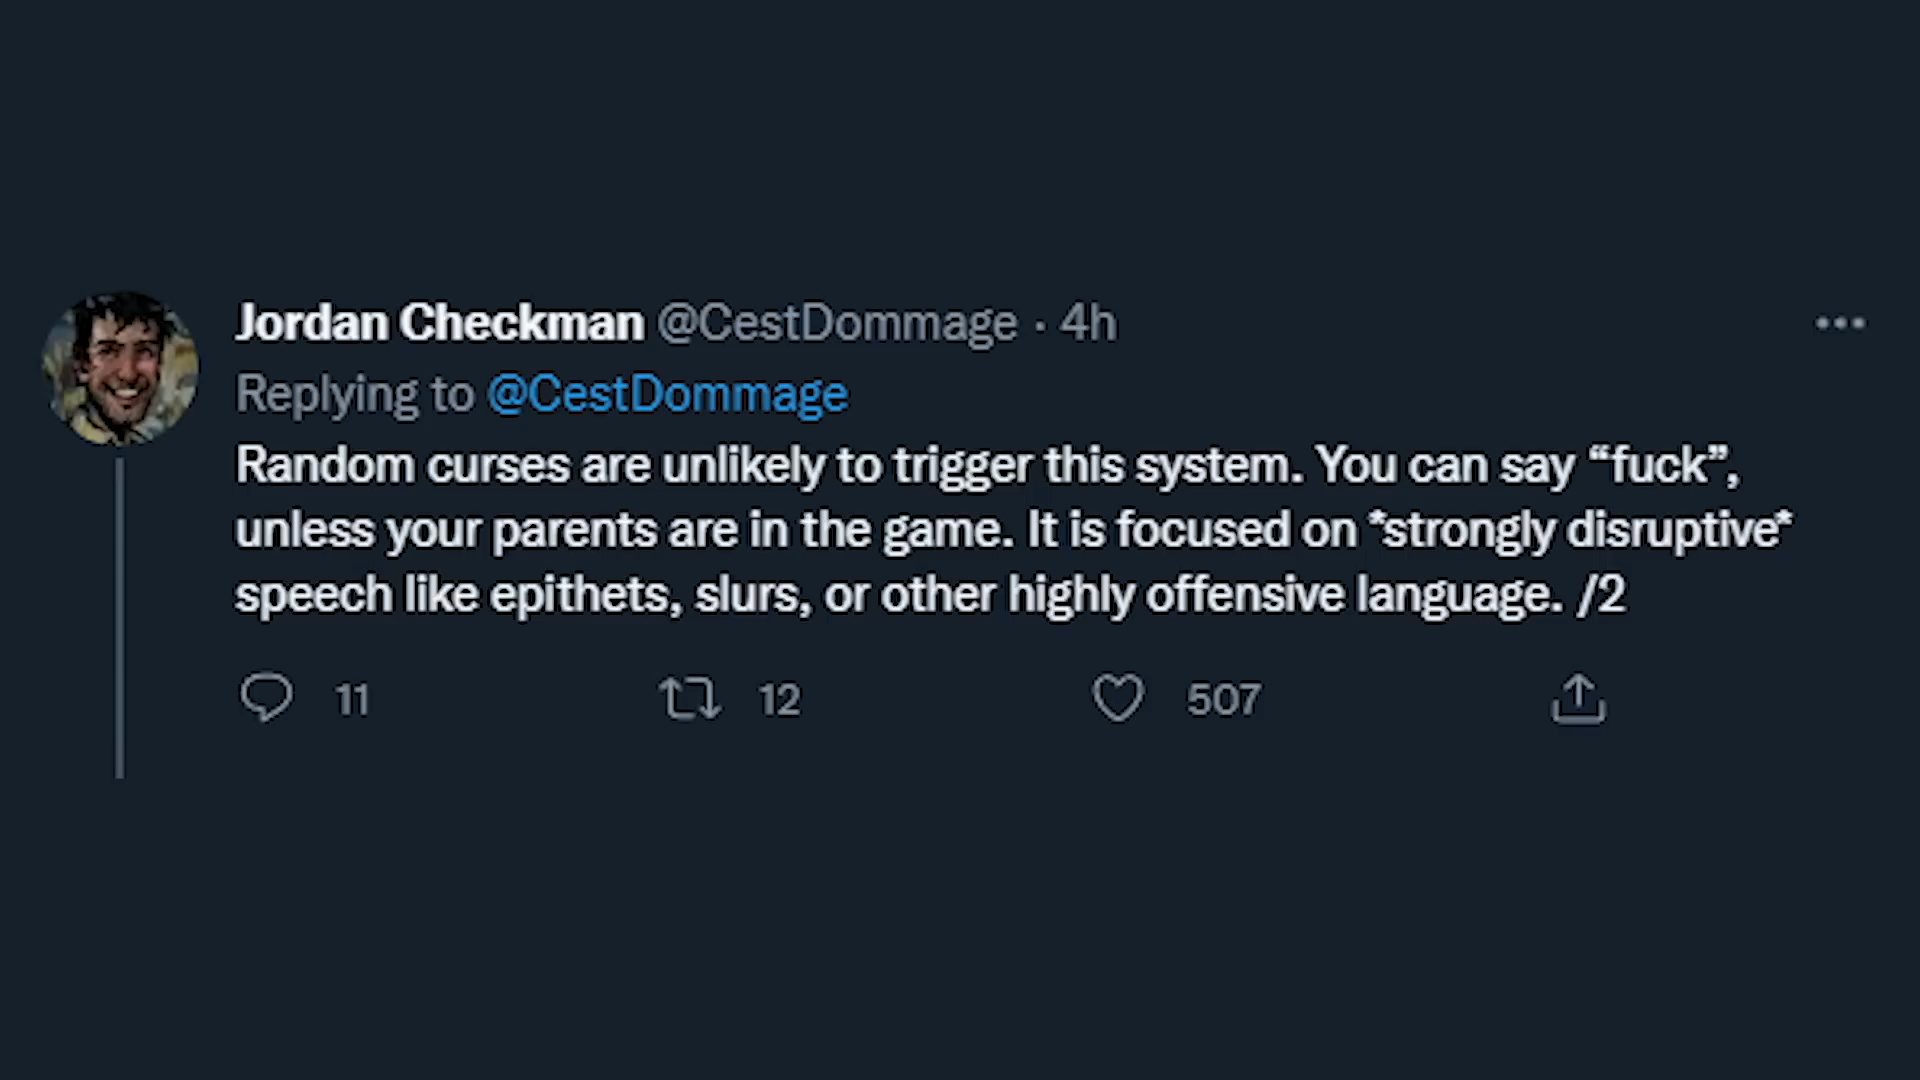 Jordan Checkman @CestDommage · 4h
Replying to @CestDommage
Random curses are unlikely to trigger this system. You can say “fuck”,
unless your parents are in the game. It is focused on *strongly disruptive*
speech like epithets, slurs, or other highly offensive language. /2
11 12 507